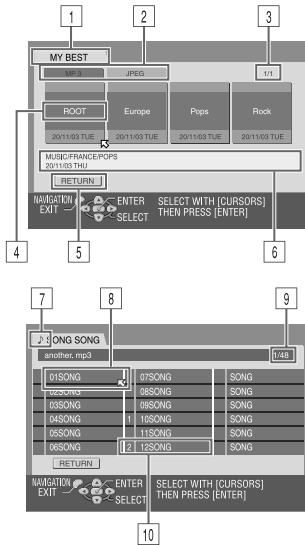 1 2 3
MY BEST
MP 3 JPEG 1/1
ROOT Europe Pops Rock
20/11/03 TUE 20/11/03 TUE 20/11/03 TUE 20/11/03 TUE
MUSIC/FRANCE/POPS
20/11/03 THU
RETURN
NAVIGATION EXIT ENTER SELECT SELECT WITH [CURSORS]
THEN PRESS [ENTER]
4 5 6
7 8 9
SONG SONG
another. mp3 1/48
01SONG 07SONG SONG
02SONG 08SONG SONG
03SONG 09SONG SONG
04SONG 1 10SONG SONG
05SONG 11SONG SONG
06SONG 2 12SONG SONG
RETURN
NAVIGATION EXIT ENTER SELECT SELECT WITH [CURSORS]
THEN PRESS [ENTER]
10